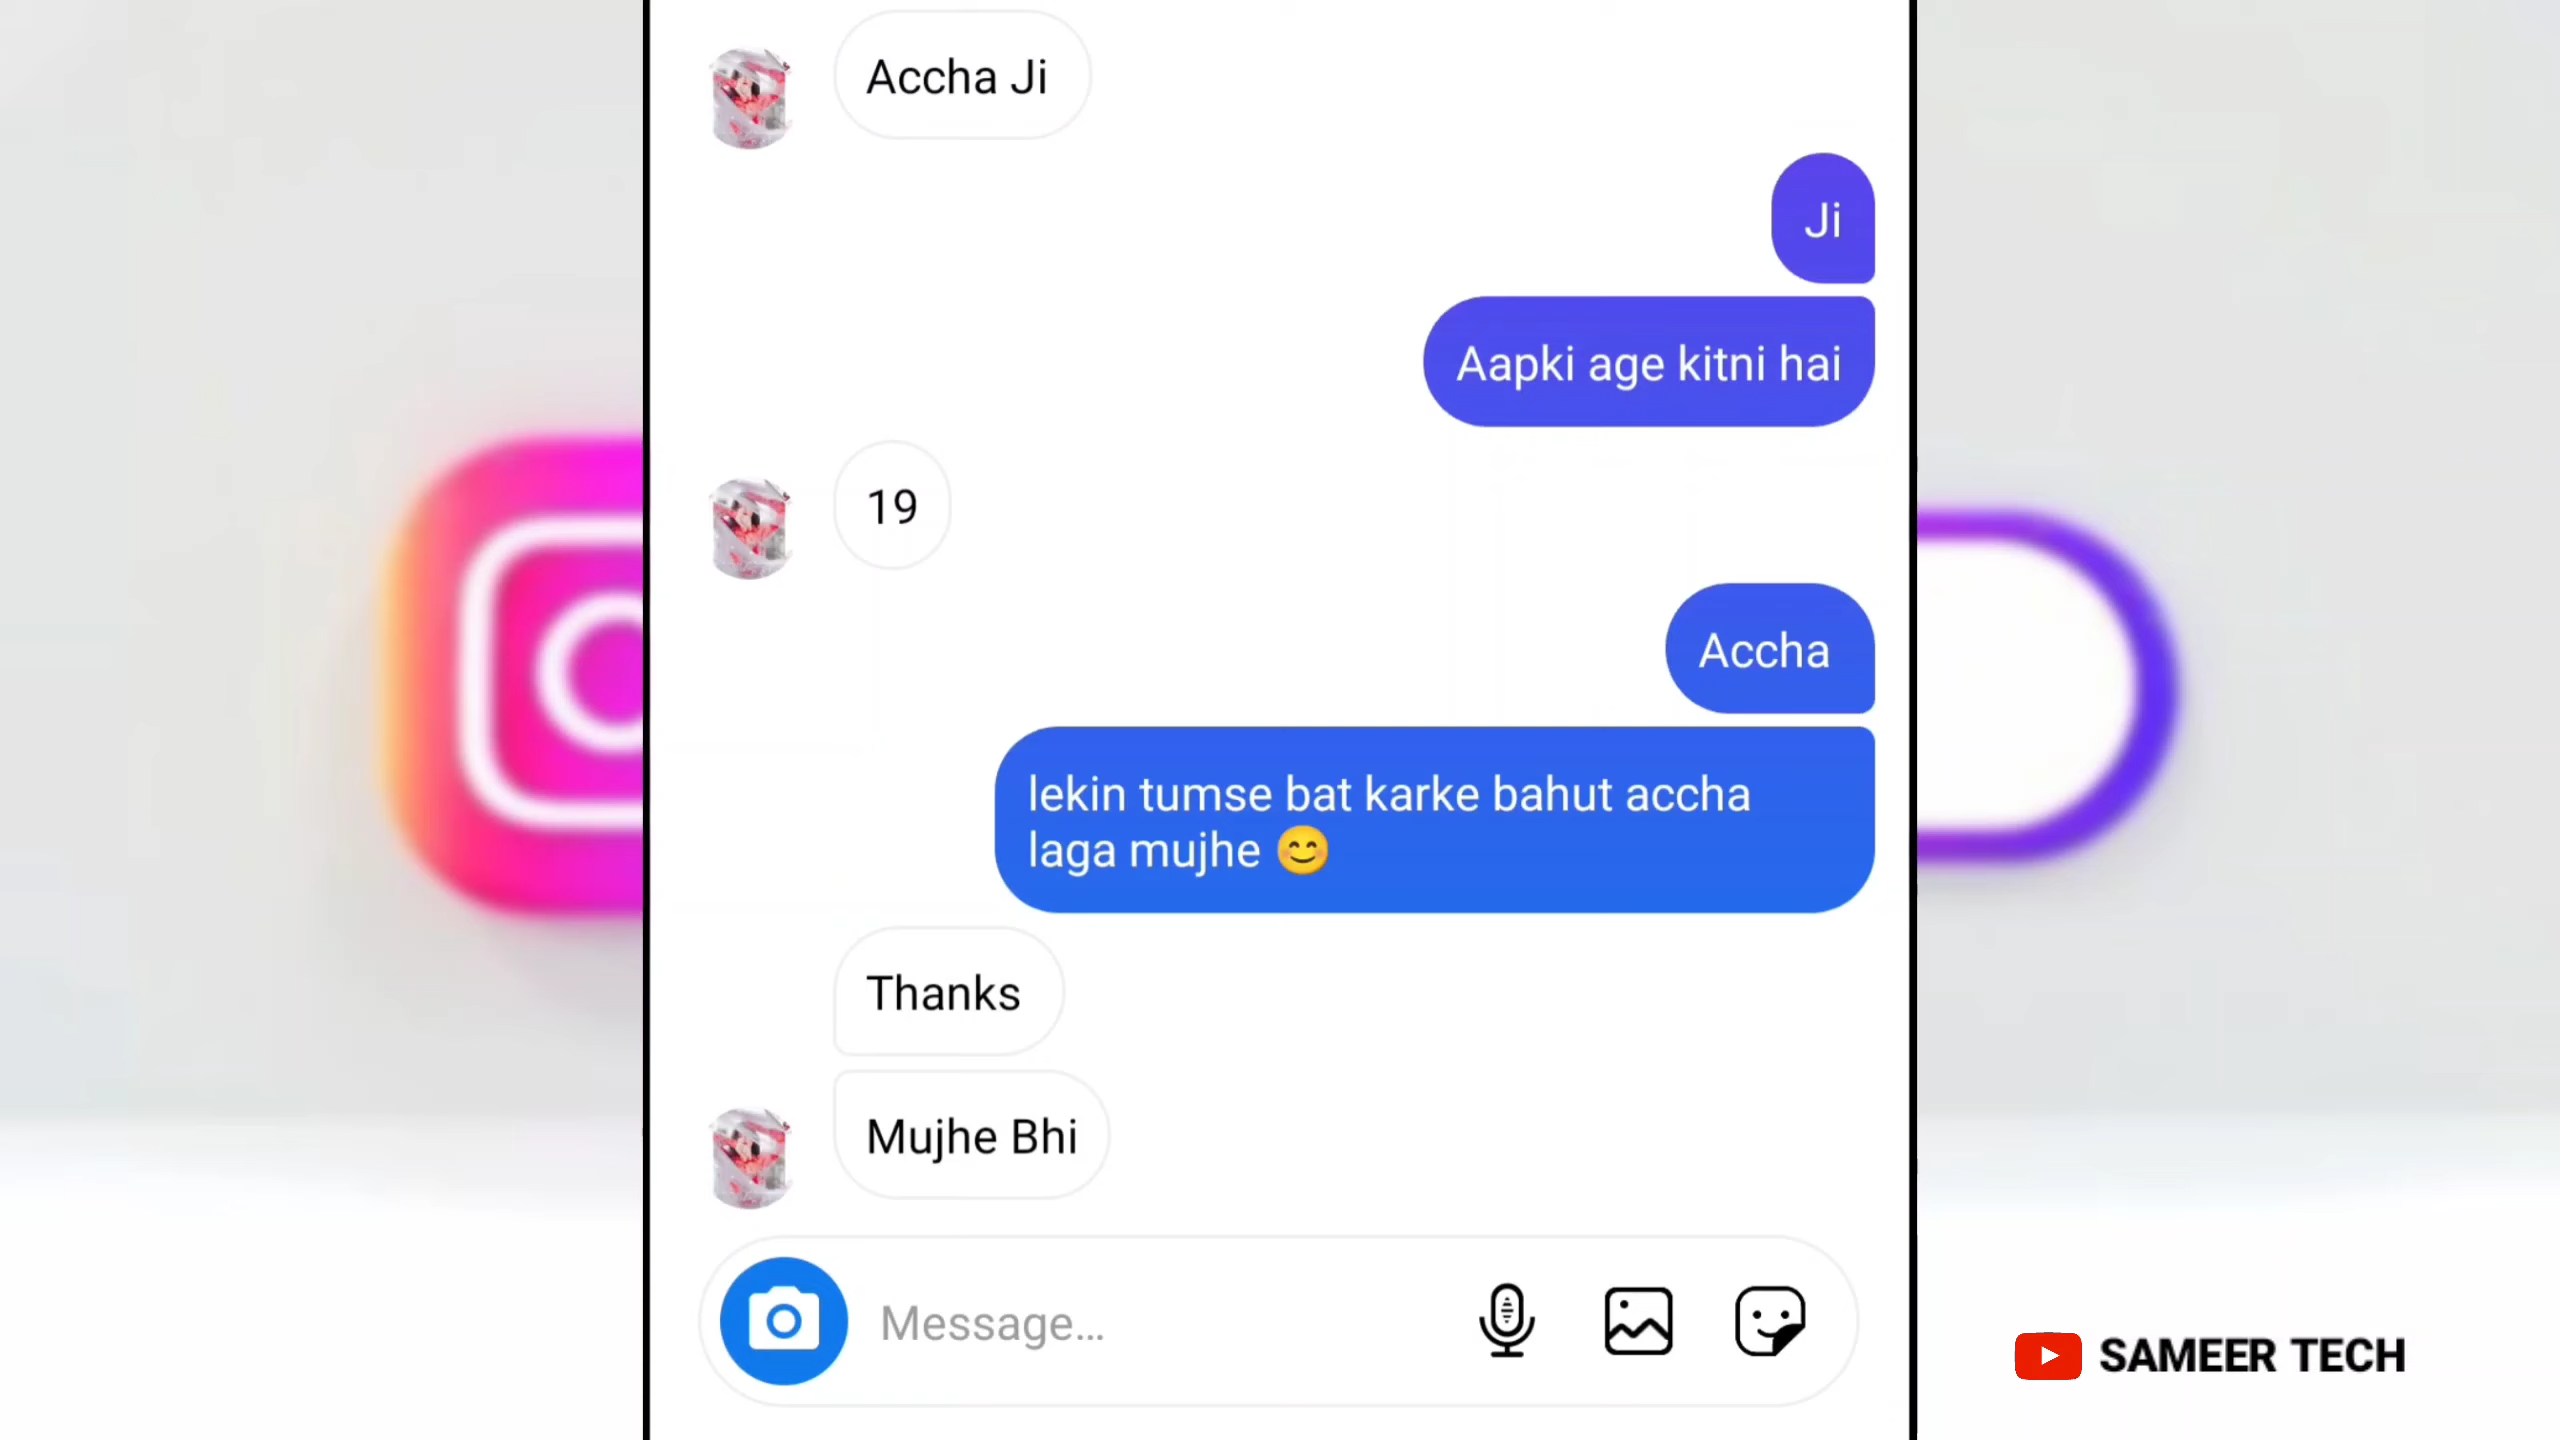 Accha Ji
Ji
Aapki age kitni hai
19
Accha
lekin tumse bat karke bahut accha
laga mujhe 😊
Thanks
Mujhe Bhi
Message...
SAMEER TECH